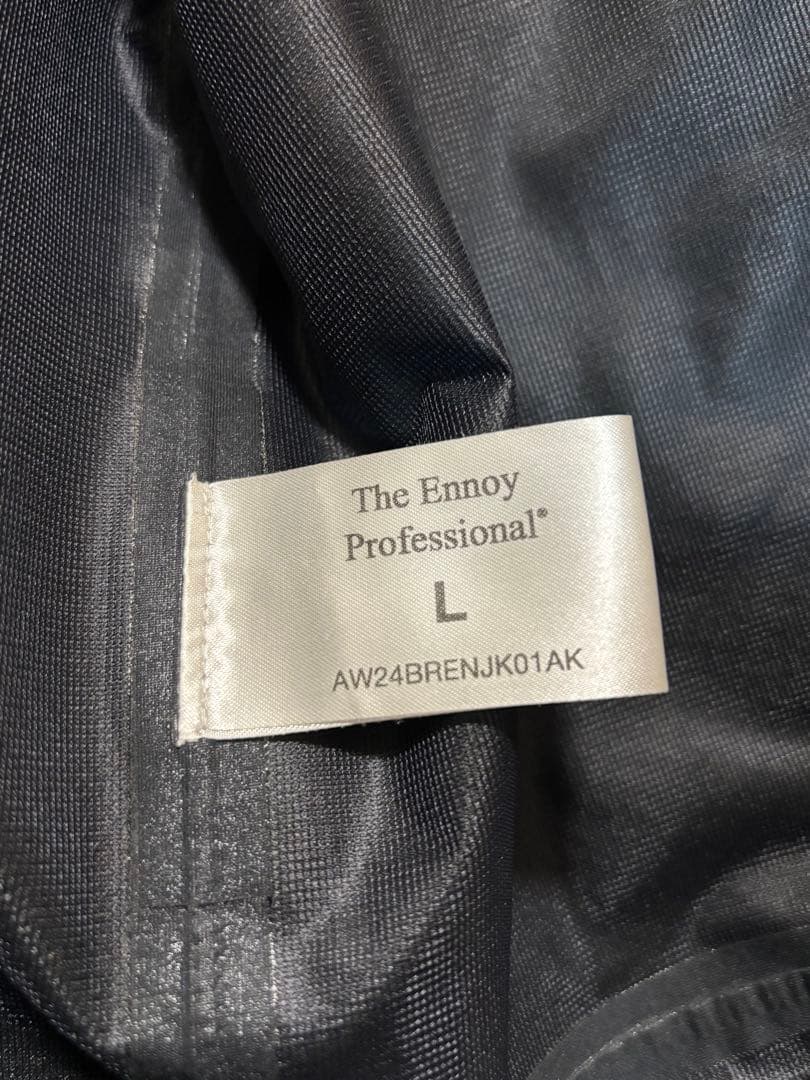 The Ennoy
Professional®
L
AW24BRENJK01AK